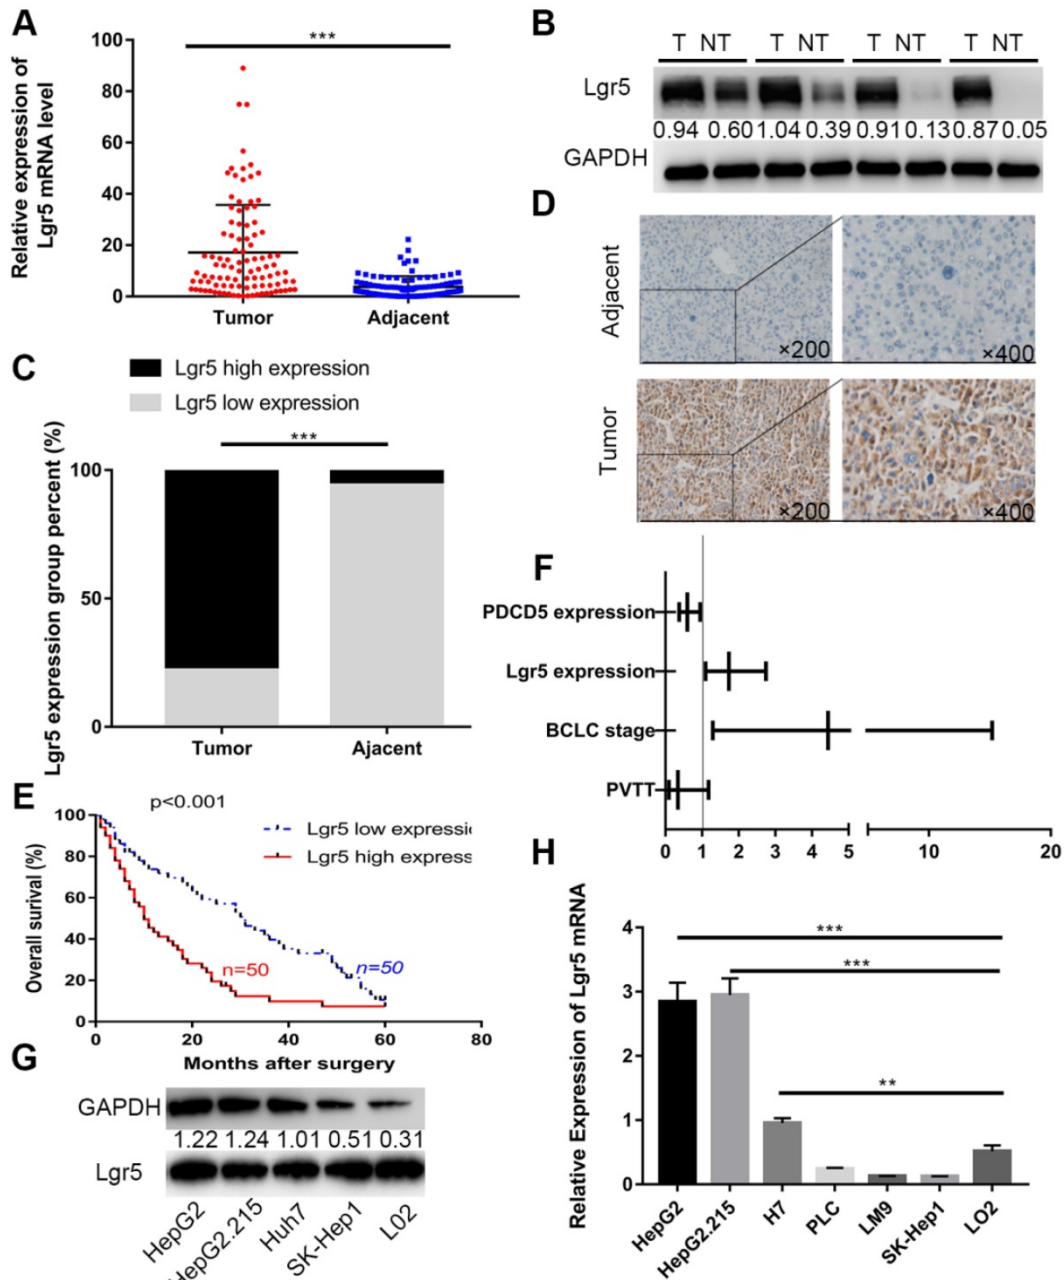 A
Relative expression of
Lgr5 mRNA level
100
80
60
40
20
0
***
Tumor
Adjacent
B
T NT T NT T NT T NT
Lgr5
0.94 0.60 1.04 0.39 0.91 0.13 0.87 0.05
GAPDH
D
Adjacent
×200
×400
Tumor
×200
×400
C
Lgr5 high expression
Lgr5 low expression
Lgr5 expression group percent (%)
***
100
50
0
Tumor
Ajacent
F
PDCD5 expression
Lgr5 expression
BCLC stage
PVTT
0 1 2 3 4 5 10 20
E
p<0.001
Overall surival (%)
100
80
60
40
20
0
Lgr5 low expressi
Lgr5 high express
n=50
n=50
0 20 40 60 80
Months after surgery
G
GAPDH
1.22 1.24 1.01 0.51 0.31
Lgr5
HepG2
HepG2.215
Huh7
SK-Hep1
L02
H
Relative Expression of Lgr5 mRNA
4
3
2
1
0
***
***
**
HepG2
HepG2.215
H7
PLC
LM9
SK-Hep1
LO2